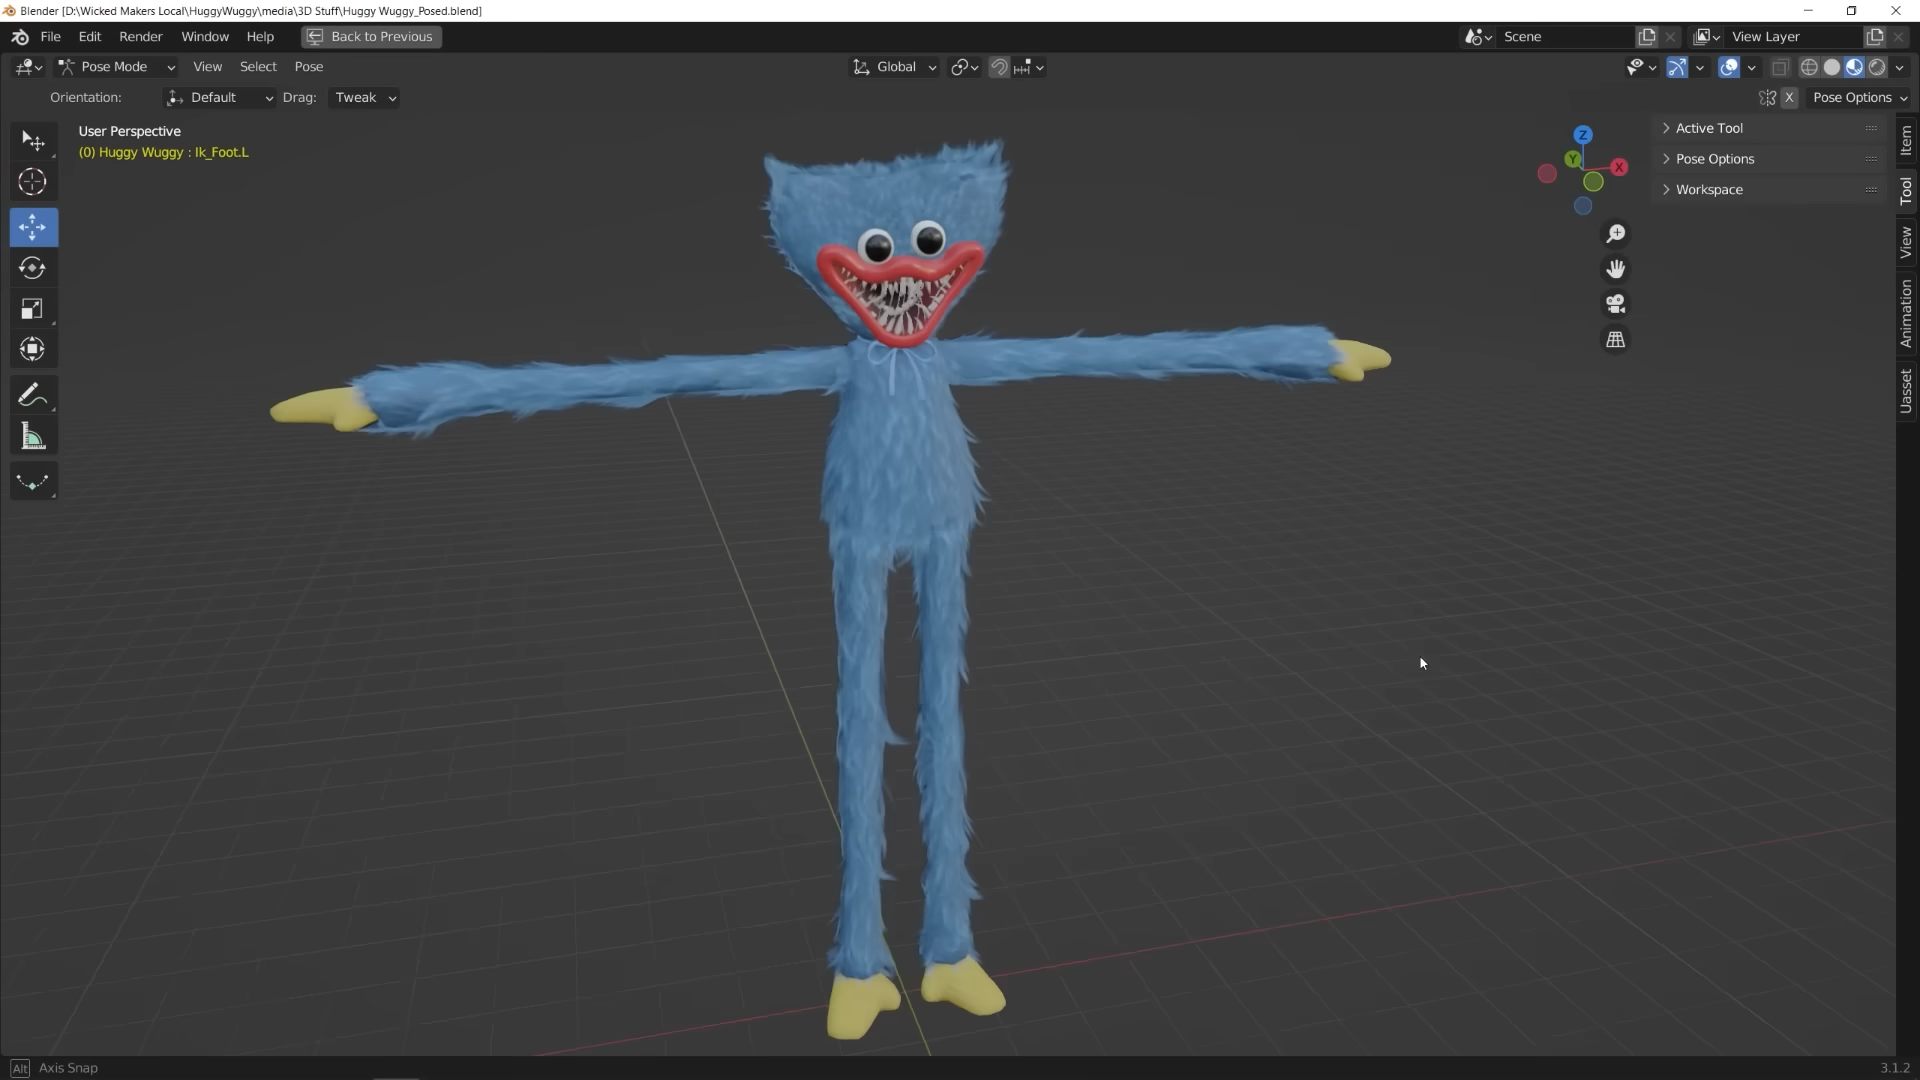 Blender [D:\Wicked Makers Local\HuggyWuggy\media\3D Stuff\Huggy Wuggy_Posed.blend]
File Edit Render Window Help Back to Previous Scene View Layer
Pose Mode View Select Pose Global
Orientation: Default Drag: Tweak X Pose Options
User Perspective
(0) Huggy Wuggy : Ik_Foot.L
Z
Y
X
Active Tool
Pose Options
Workspace
Item
Tool
View
Animation
Uasset
Alt Axis Snap
3.1.2